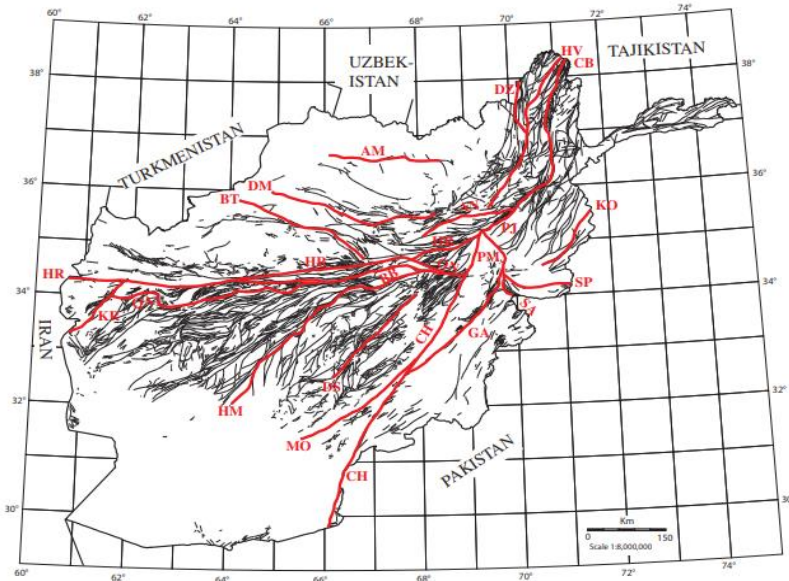 60° 62° 64° 66° 68° 70° 72° 74°
HV
TAJIKISTAN
CB
UZBEK-
ISTAN
38°
38°
DZ
TURKMENISTAN
AM
36°
DM
36°
BT
KO
PJ
HR
HR
PM
BB
SP
34°
34°
KR
SA
IRAN
CH
GA
DS
32°
HM
32°
MO
PAKISTAN
CH
30°
30°
Km
0 150
Scale 1:8,000,000
60° 62° 64° 66° 68° 70° 72° 74°